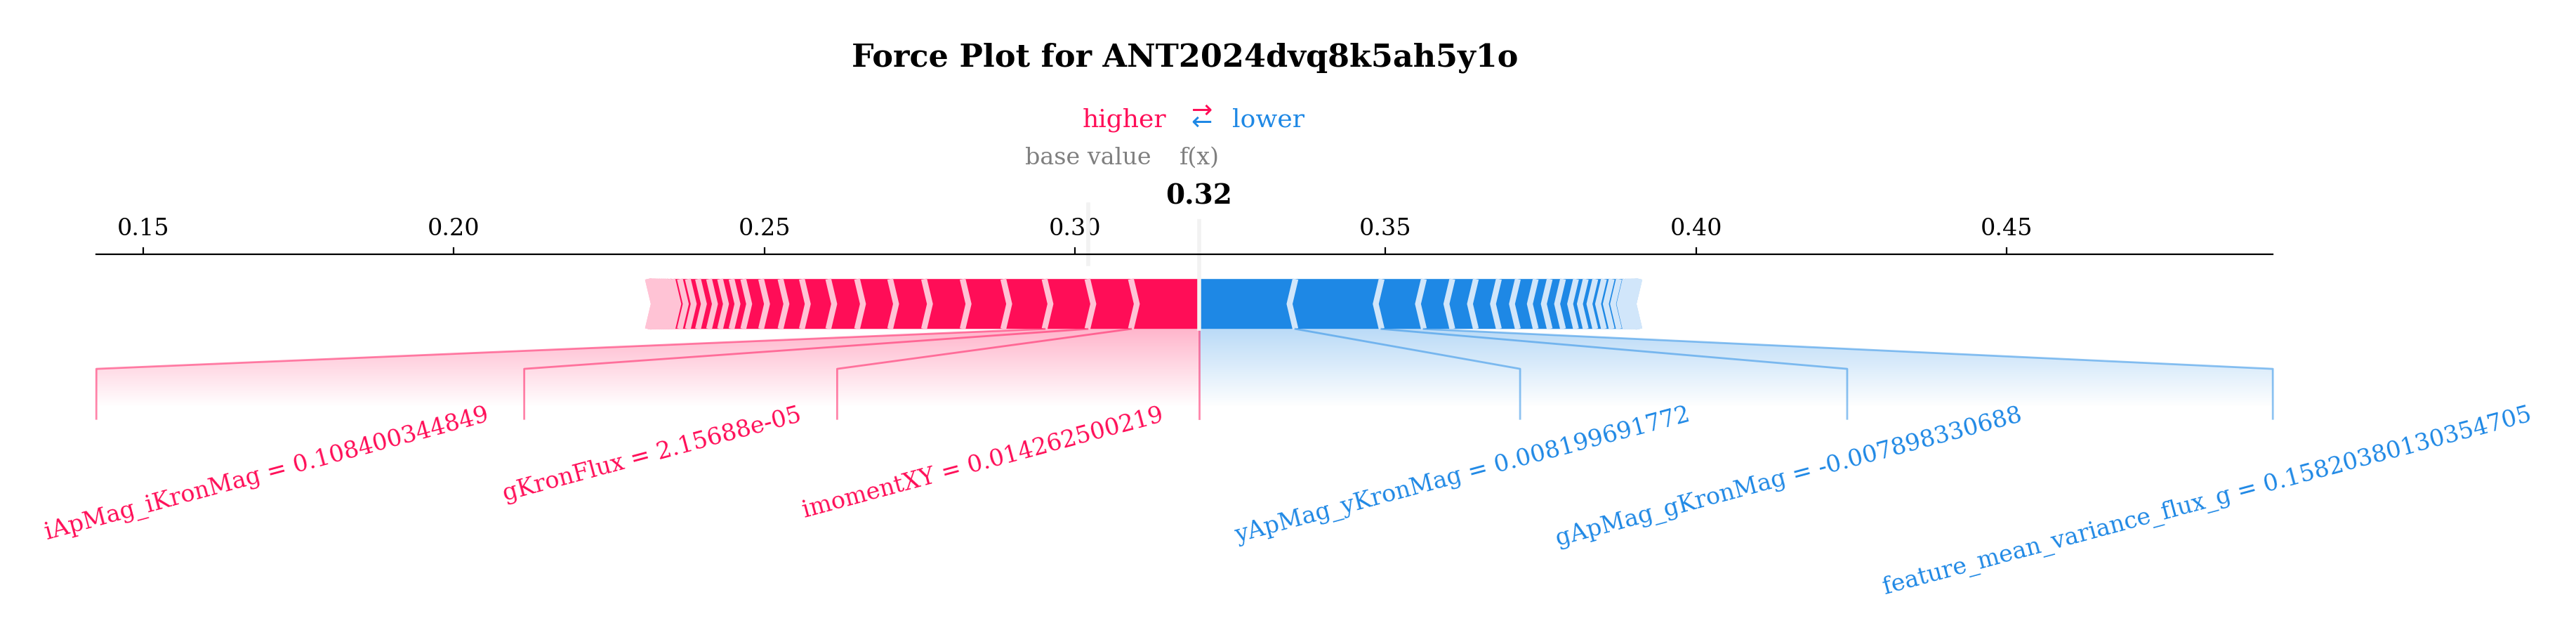 Force Plot for ANT2024dvq8k5ah5y1o
higher ⇄ lower
base value f(x)
0.32
0.15 0.20 0.25 0.30 0.35 0.40 0.45
iApMag_iKronMag = 0.108400344849
gKronFlux = 2.15688e-05
imomentXY = 0.014262500219
yApMag_yKronMag = 0.008199691772
gApMag_gKronMag = -0.007898330688
feature_mean_variance_flux_g = 0.1582038013035​4705